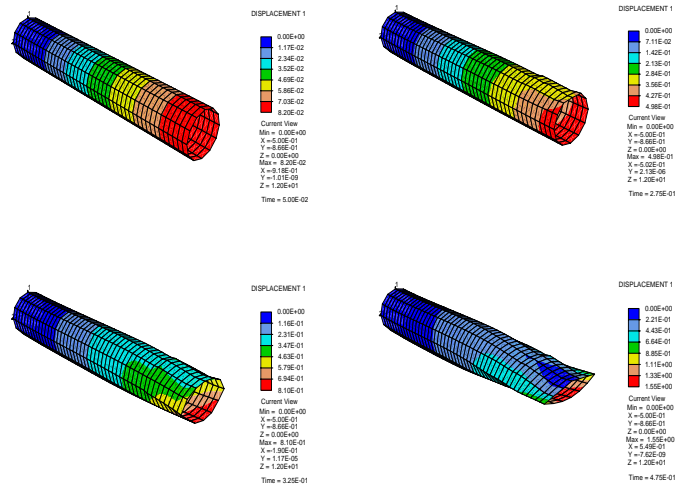 DISPLACEMENT 1
0.00E+00
1.17E-02
2.34E-02
3.52E-02
4.69E-02
5.86E-02
7.03E-02
8.20E-02
Current View
Min = 0.00E+00
X =-5.00E-01
Y =-8.66E-01
Z = 0.00E+00
Max = 8.20E-02
X =-9.18E-01
Y =-1.01E-09
Z = 1.20E+01
Time = 5.00E-02
1
DISPLACEMENT 1
0.00E+00
7.11E-02
1.42E-01
2.13E-01
2.84E-01
3.56E-01
4.27E-01
4.98E-01
Current View
Min = 0.00E+00
X =-5.00E-01
Y =-8.66E-01
Z = 0.00E+00
Max = 4.98E-01
X =-5.02E-01
Y = 2.13E-06
Z = 1.20E+01
Time = 2.75E-01
1
DISPLACEMENT 1
0.00E+00
1.16E-01
2.31E-01
3.47E-01
4.63E-01
5.79E-01
6.94E-01
8.10E-01
Current View
Min = 0.00E+00
X =-5.00E-01
Y =-8.66E-01
Z = 0.00E+00
Max = 8.10E-01
X =-1.90E-01
Y = 1.17E-05
Z = 1.20E+01
Time = 3.25E-01
1
DISPLACEMENT 1
0.00E+00
2.21E-01
4.43E-01
6.64E-01
8.85E-01
1.11E+00
1.33E+00
1.55E+00
Current View
Min = 0.00E+00
X =-5.00E-01
Y =-8.66E-01
Z = 0.00E+00
Max = 1.55E+00
X = 5.49E-01
Y =-7.62E-09
Z = 1.20E+01
Time = 4.75E-01
1